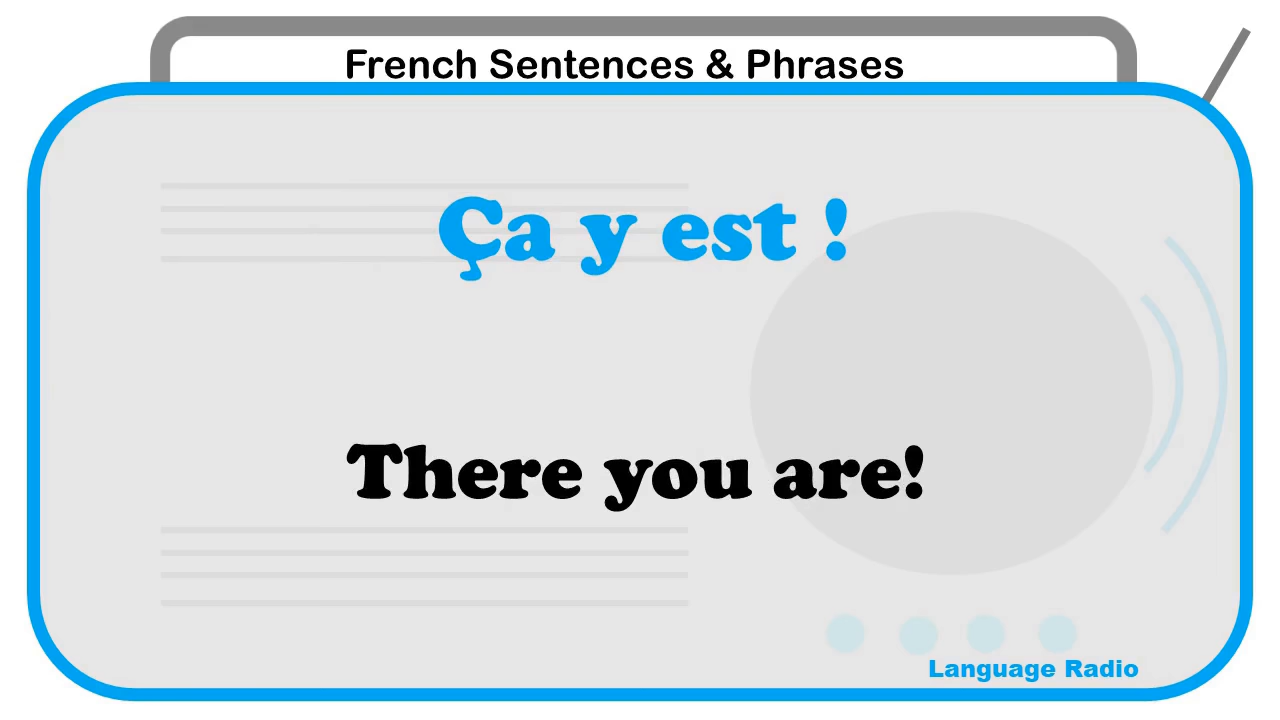 French Sentences & Phrases
Ça y est !
There you are!
Language Radio